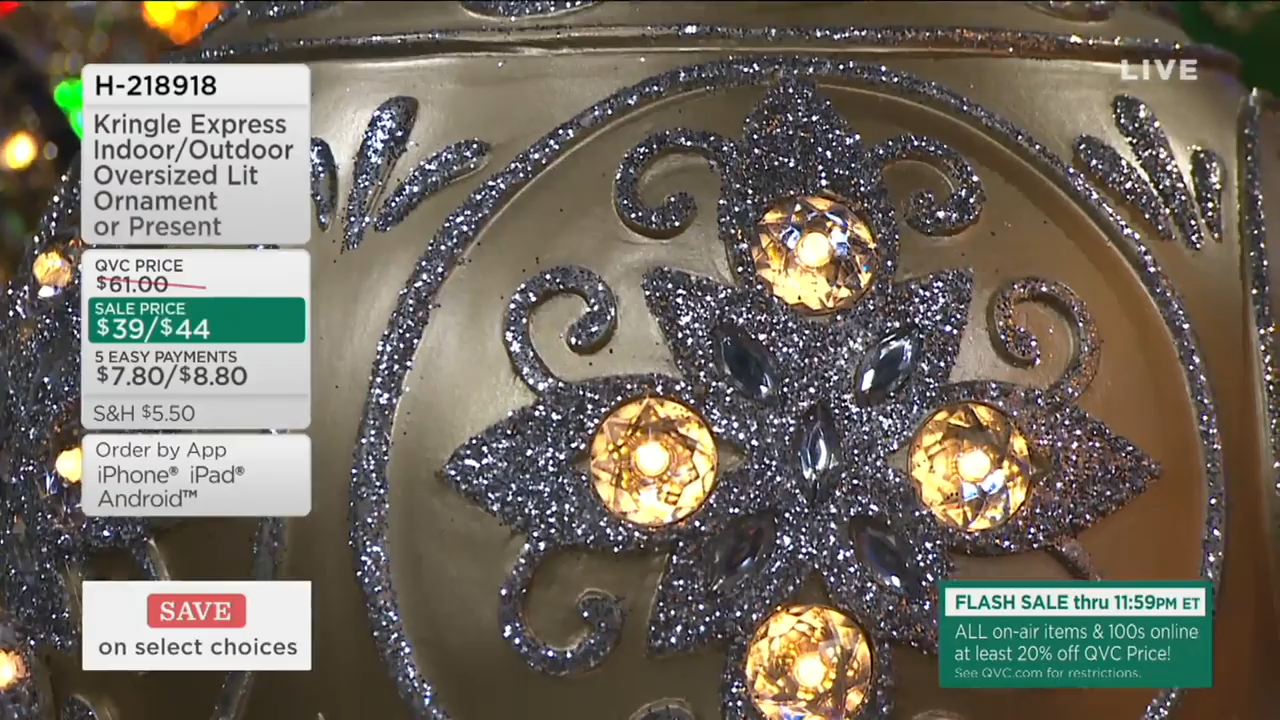 H-218918
Kringle Express
Indoor/Outdoor
Oversized Lit
Ornament
or Present
QVC PRICE
$61.00
SALE PRICE
$39/$44
5 EASY PAYMENTS
$7.80/$8.80
S&H $5.50
Order by App
iPhone® iPad®
Android™
SAVE
on select choices
LIVE
FLASH SALE thru 11:59PM ET
ALL on-air items & 100s online
at least 20% off QVC Price!
See QVC.com for restrictions.